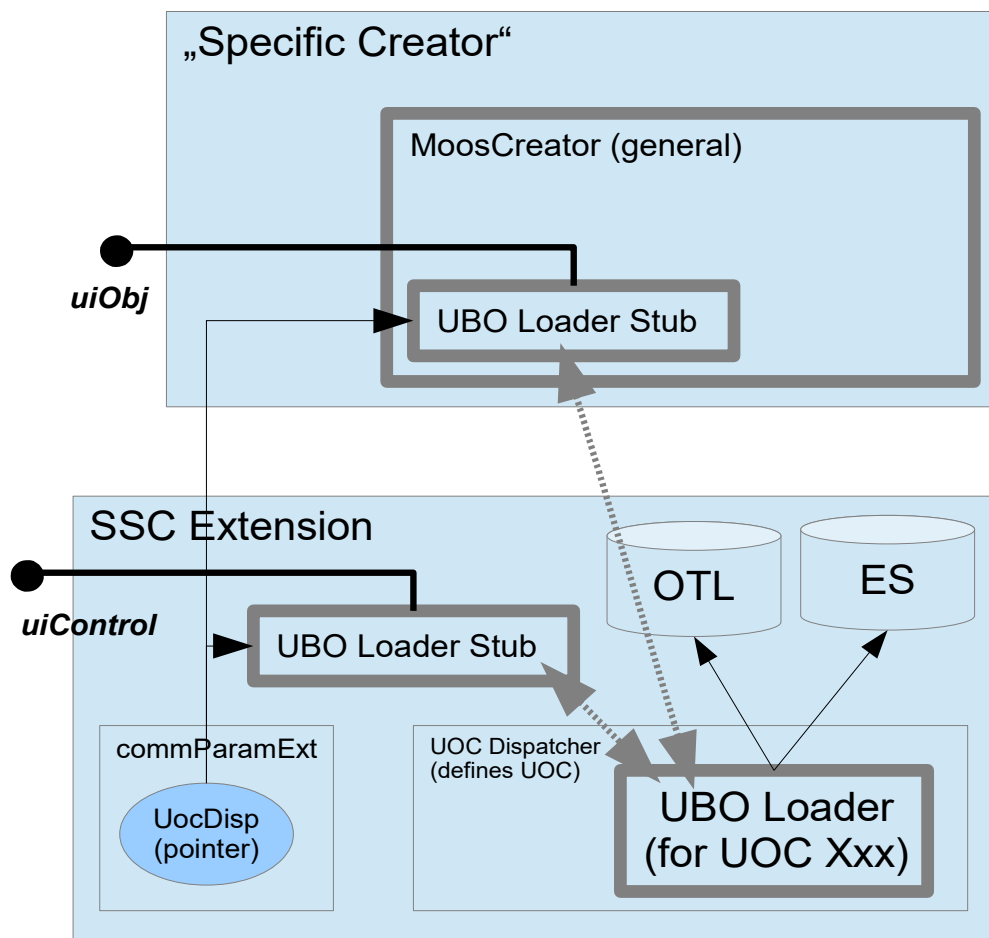 „Specific Creator“
MoosCreator (general)
uiObj
UBO Loader Stub
SSC Extension
OTL
ES
uiControl
UBO Loader Stub
commParamExt
UocDisp
(pointer)
UOC Dispatcher
(defines UOC)
UBO Loader
(for UOC Xxx)